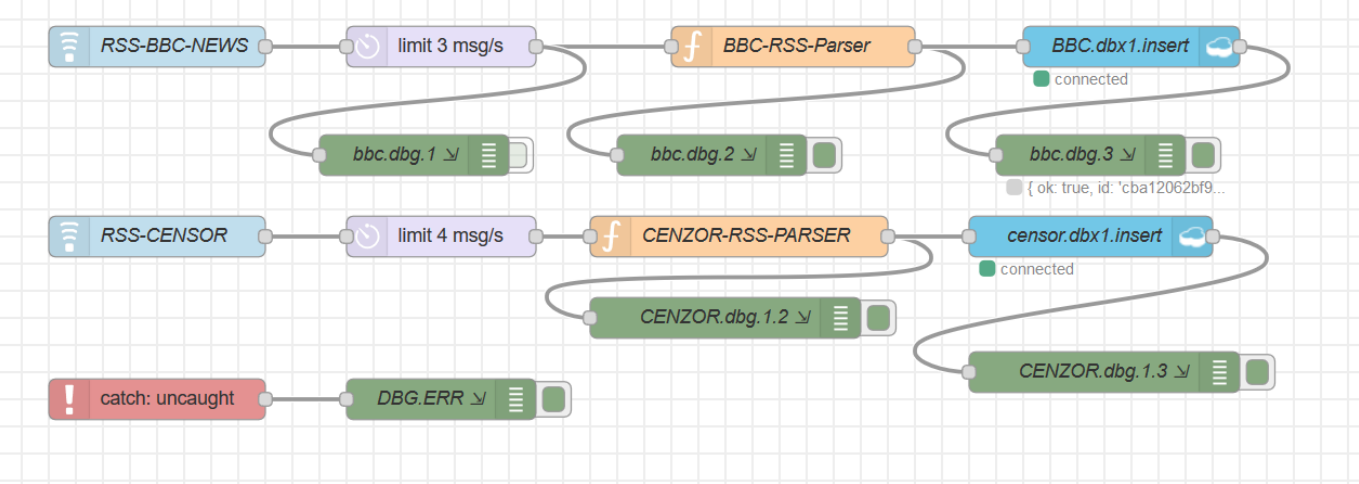 RSS-BBC-NEWS
limit 3 msg/s
BBC-RSS-Parser
BBC.dbx1.insert
connected
bbc.dbg.1 ⇲
bbc.dbg.2 ⇲
bbc.dbg.3 ⇲
{ ok: true, id: 'cba12062bf9...
RSS-CENSOR
limit 4 msg/s
CENZOR-RSS-PARSER
censor.dbx1.insert
connected
CENZOR.dbg.1.2 ⇲
CENZOR.dbg.1.3 ⇲
catch: uncaught
DBG.ERR ⇲